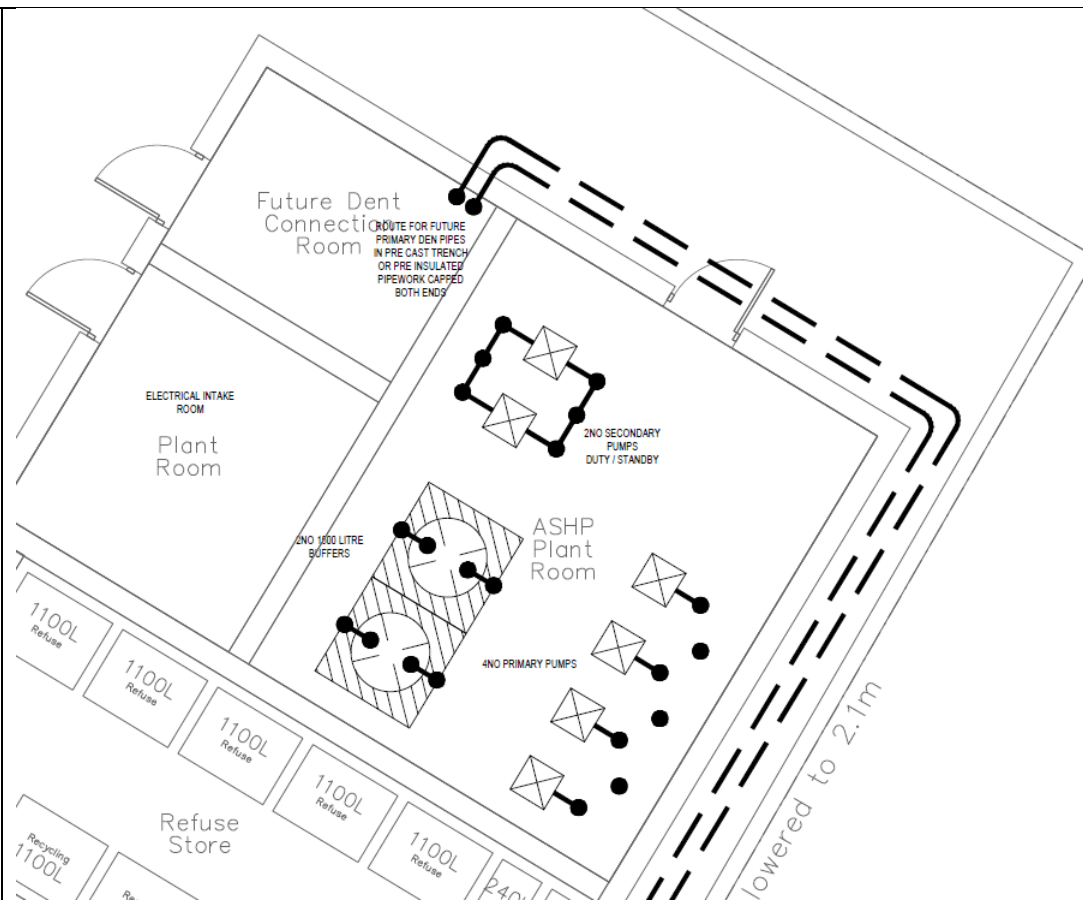 Future Dent
Connection
Room
ROUTE FOR FUTURE
PRIMARY DEN PIPES
IN PRE CAST TRENCH
OR PRE INSULATED
PIPEWORK CAPPED
BOTH ENDS
ELECTRICAL INTAKE
ROOM
Plant
Room
2NO SECONDARY
PUMPS
DUTY / STANDBY
2NO 1500 LITRE
BUFFERS
ASHP
Plant
Room
4NO PRIMARY PUMPS
1100L
Refuse
1100L
Refuse
1100L
Refuse
1100L
Refuse
1100L
Refuse
Refuse
Store
Recycling
1100L
lowered to 2.1m